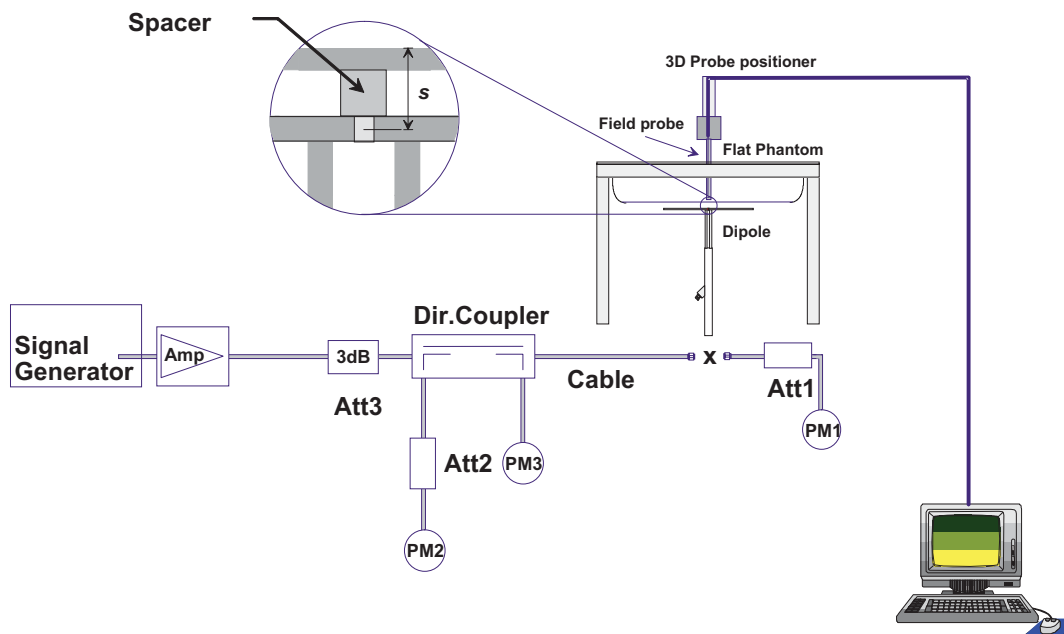 Spacer
s
3D Probe positioner
Field probe
Flat Phantom
Dipole
Signal
Generator
Amp
3dB
Att3
Dir.Coupler
Cable
x
Att1
PM1
Att2
PM3
PM2